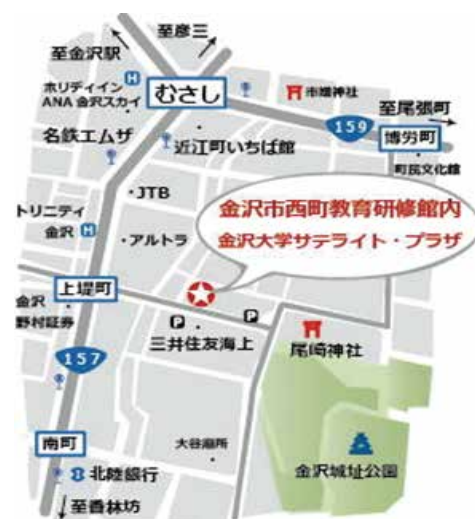 至彦三
至金沢駅
ホリデイイン
ANA 金沢スカイ
H
むさし
市媛神社
至尾張町
159
博労町
名鉄エムザ
近江町いちば館
町民文化館
JTB
金沢市西町教育研修館内
金沢大学サテライト・プラザ
トリニティ
金沢
H
アルトラ
上堤町
金沢
野村証券
P
P
三井住友海上
尾崎神社
157
南町
大谷廟所
金沢城址公園
北陸銀行
至香林坊